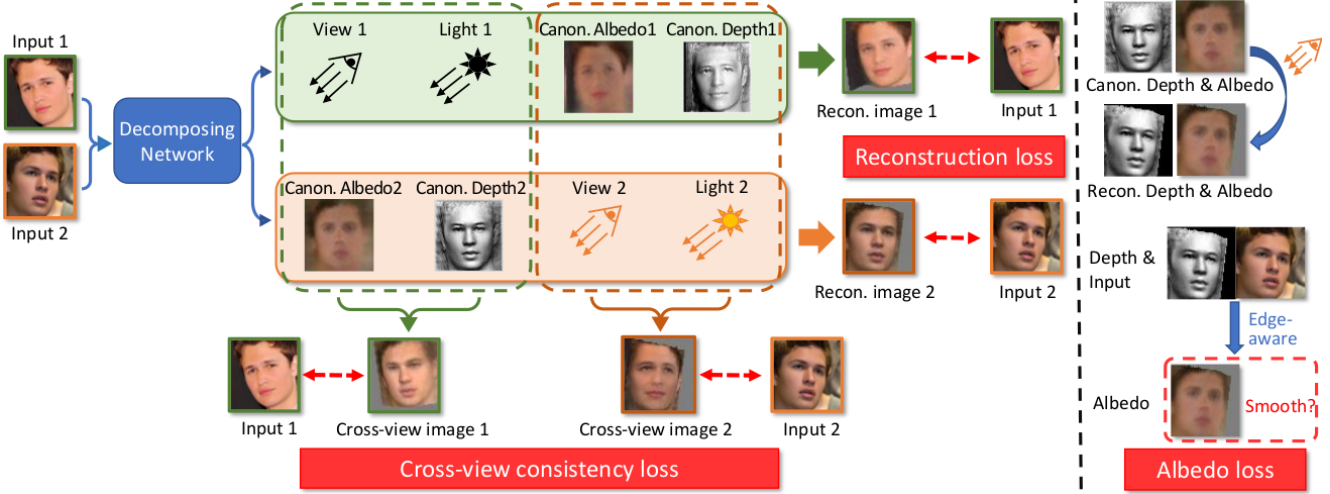 Input 1
Input 2
Decomposing
Network
View 1
Light 1
Canon. Albedo1
Canon. Depth1
Canon. Albedo2
Canon. Depth2
View 2
Light 2
Recon. image 1
Input 1
Reconstruction loss
Recon. image 2
Input 2
Input 1
Cross-view image 1
Cross-view image 2
Input 2
Cross-view consistency loss
Canon. Depth & Albedo
Recon. Depth & Albedo
Depth &
Input
Edge-
aware
Albedo
Smooth?
Albedo loss